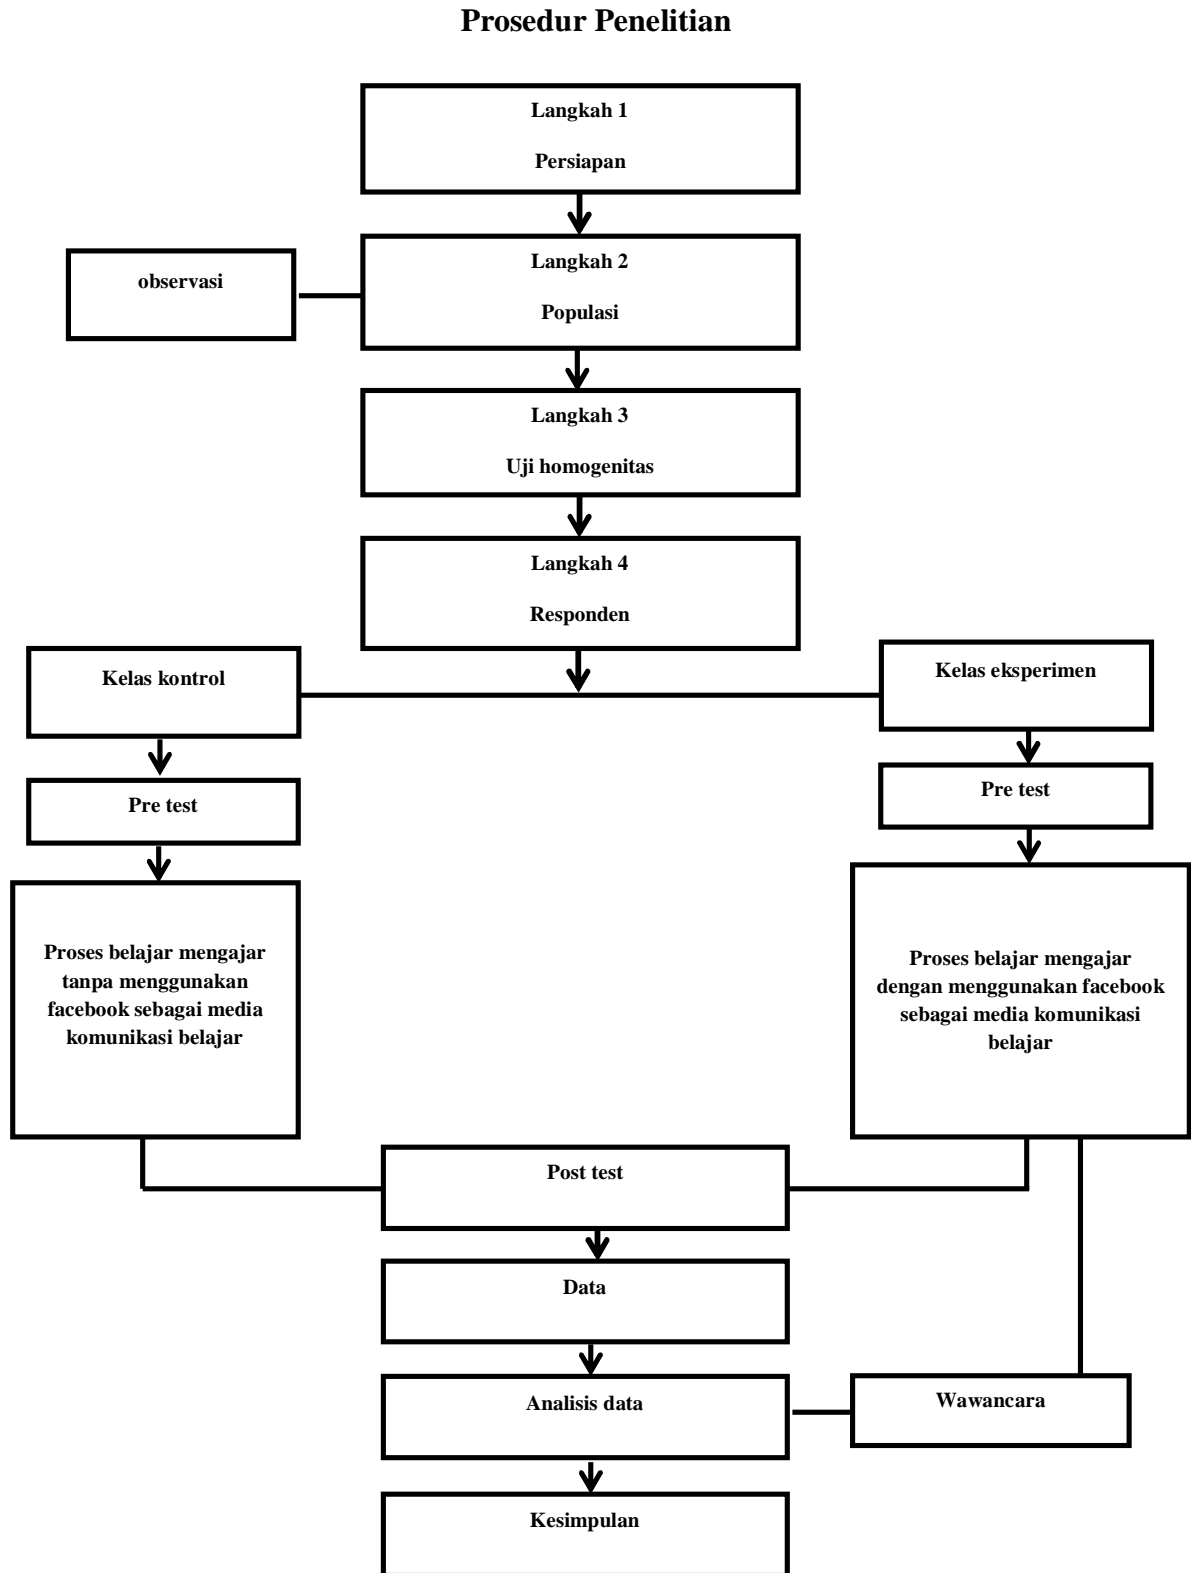 Prosedur Penelitian
Langkah 1
Persiapan
observasi
Langkah 2
Populasi
Langkah 3
Uji homogenitas
Langkah 4
Responden
Kelas kontrol
Kelas eksperimen
Pre test
Pre test
Proses belajar mengajar
tanpa menggunakan
facebook sebagai media
komunikasi belajar
Proses belajar mengajar
dengan menggunakan facebook
sebagai media komunikasi
belajar
Post test
Data
Analisis data
Wawancara
Kesimpulan